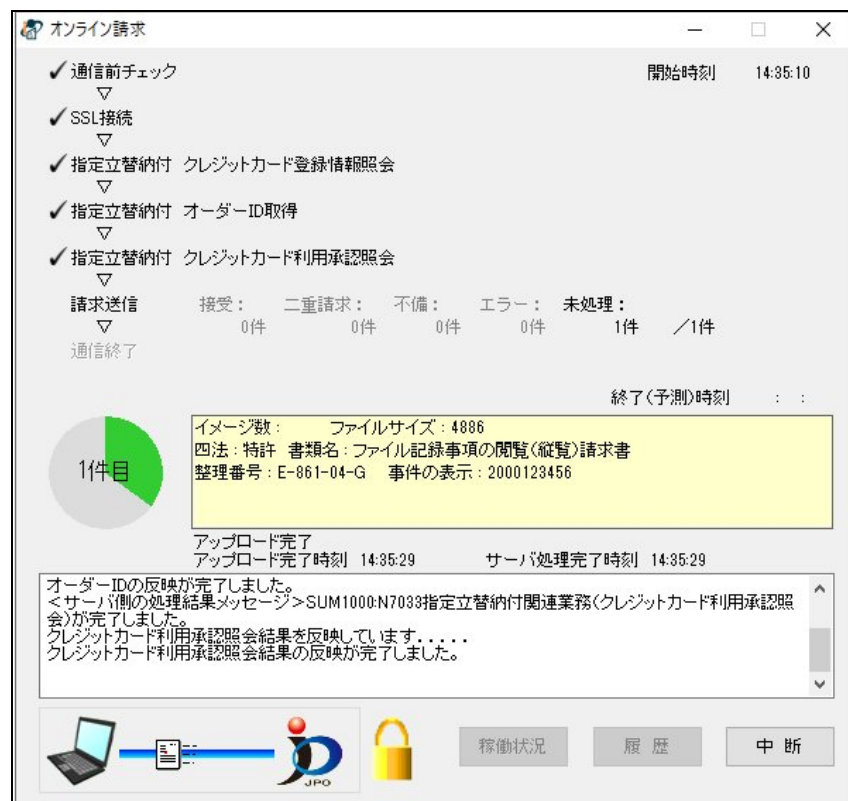 オンライン請求
通信前チェック 開始時刻 14:35:10
▽
SSL接続
▽
指定立替納付 クレジットカード登録情報照会
▽
指定立替納付 オーダーID取得
▽
指定立替納付 クレジットカード利用承認照会
▽
請求送信 接受： 二重請求： 不備： エラー： 未処理：
▽ 0件 0件 0件 0件 1件 ／1件
通信終了
終了(予測)時刻 : :
イメージ数： ファイルサイズ：4886
四法：特許 書類名：ファイル記録事項の閲覧(縦覧)請求書
整理番号：E-861-04-G 事件の表示：2000123456
1件目
アップロード完了
アップロード完了時刻 14:35:29 サーバ処理完了時刻 14:35:29
オーダーIDの反映が完了しました。
＜サーバ側の処理結果メッセージ＞SUM1000:N7033指定立替納付関連業務(クレジットカード利用承認照
会)が完了しました。
クレジットカード利用承認照会結果を反映しています.....
クレジットカード利用承認照会結果の反映が完了しました。
JPO
稼働状況 履歴 中断